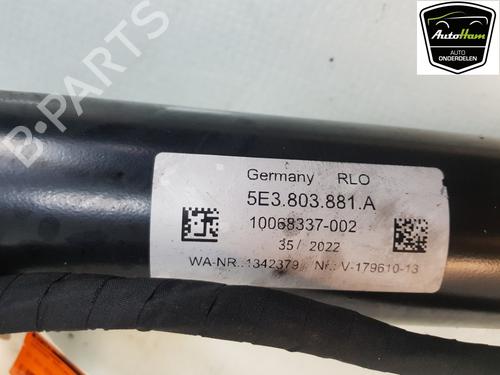 AutoHam
AUTO
ONDERDELEN
B-PARTS
Germany RLO
5E3.803.881.A
10068337-002
35/ 2022
WA-NR.:1342379 Nr.: V-179610-13